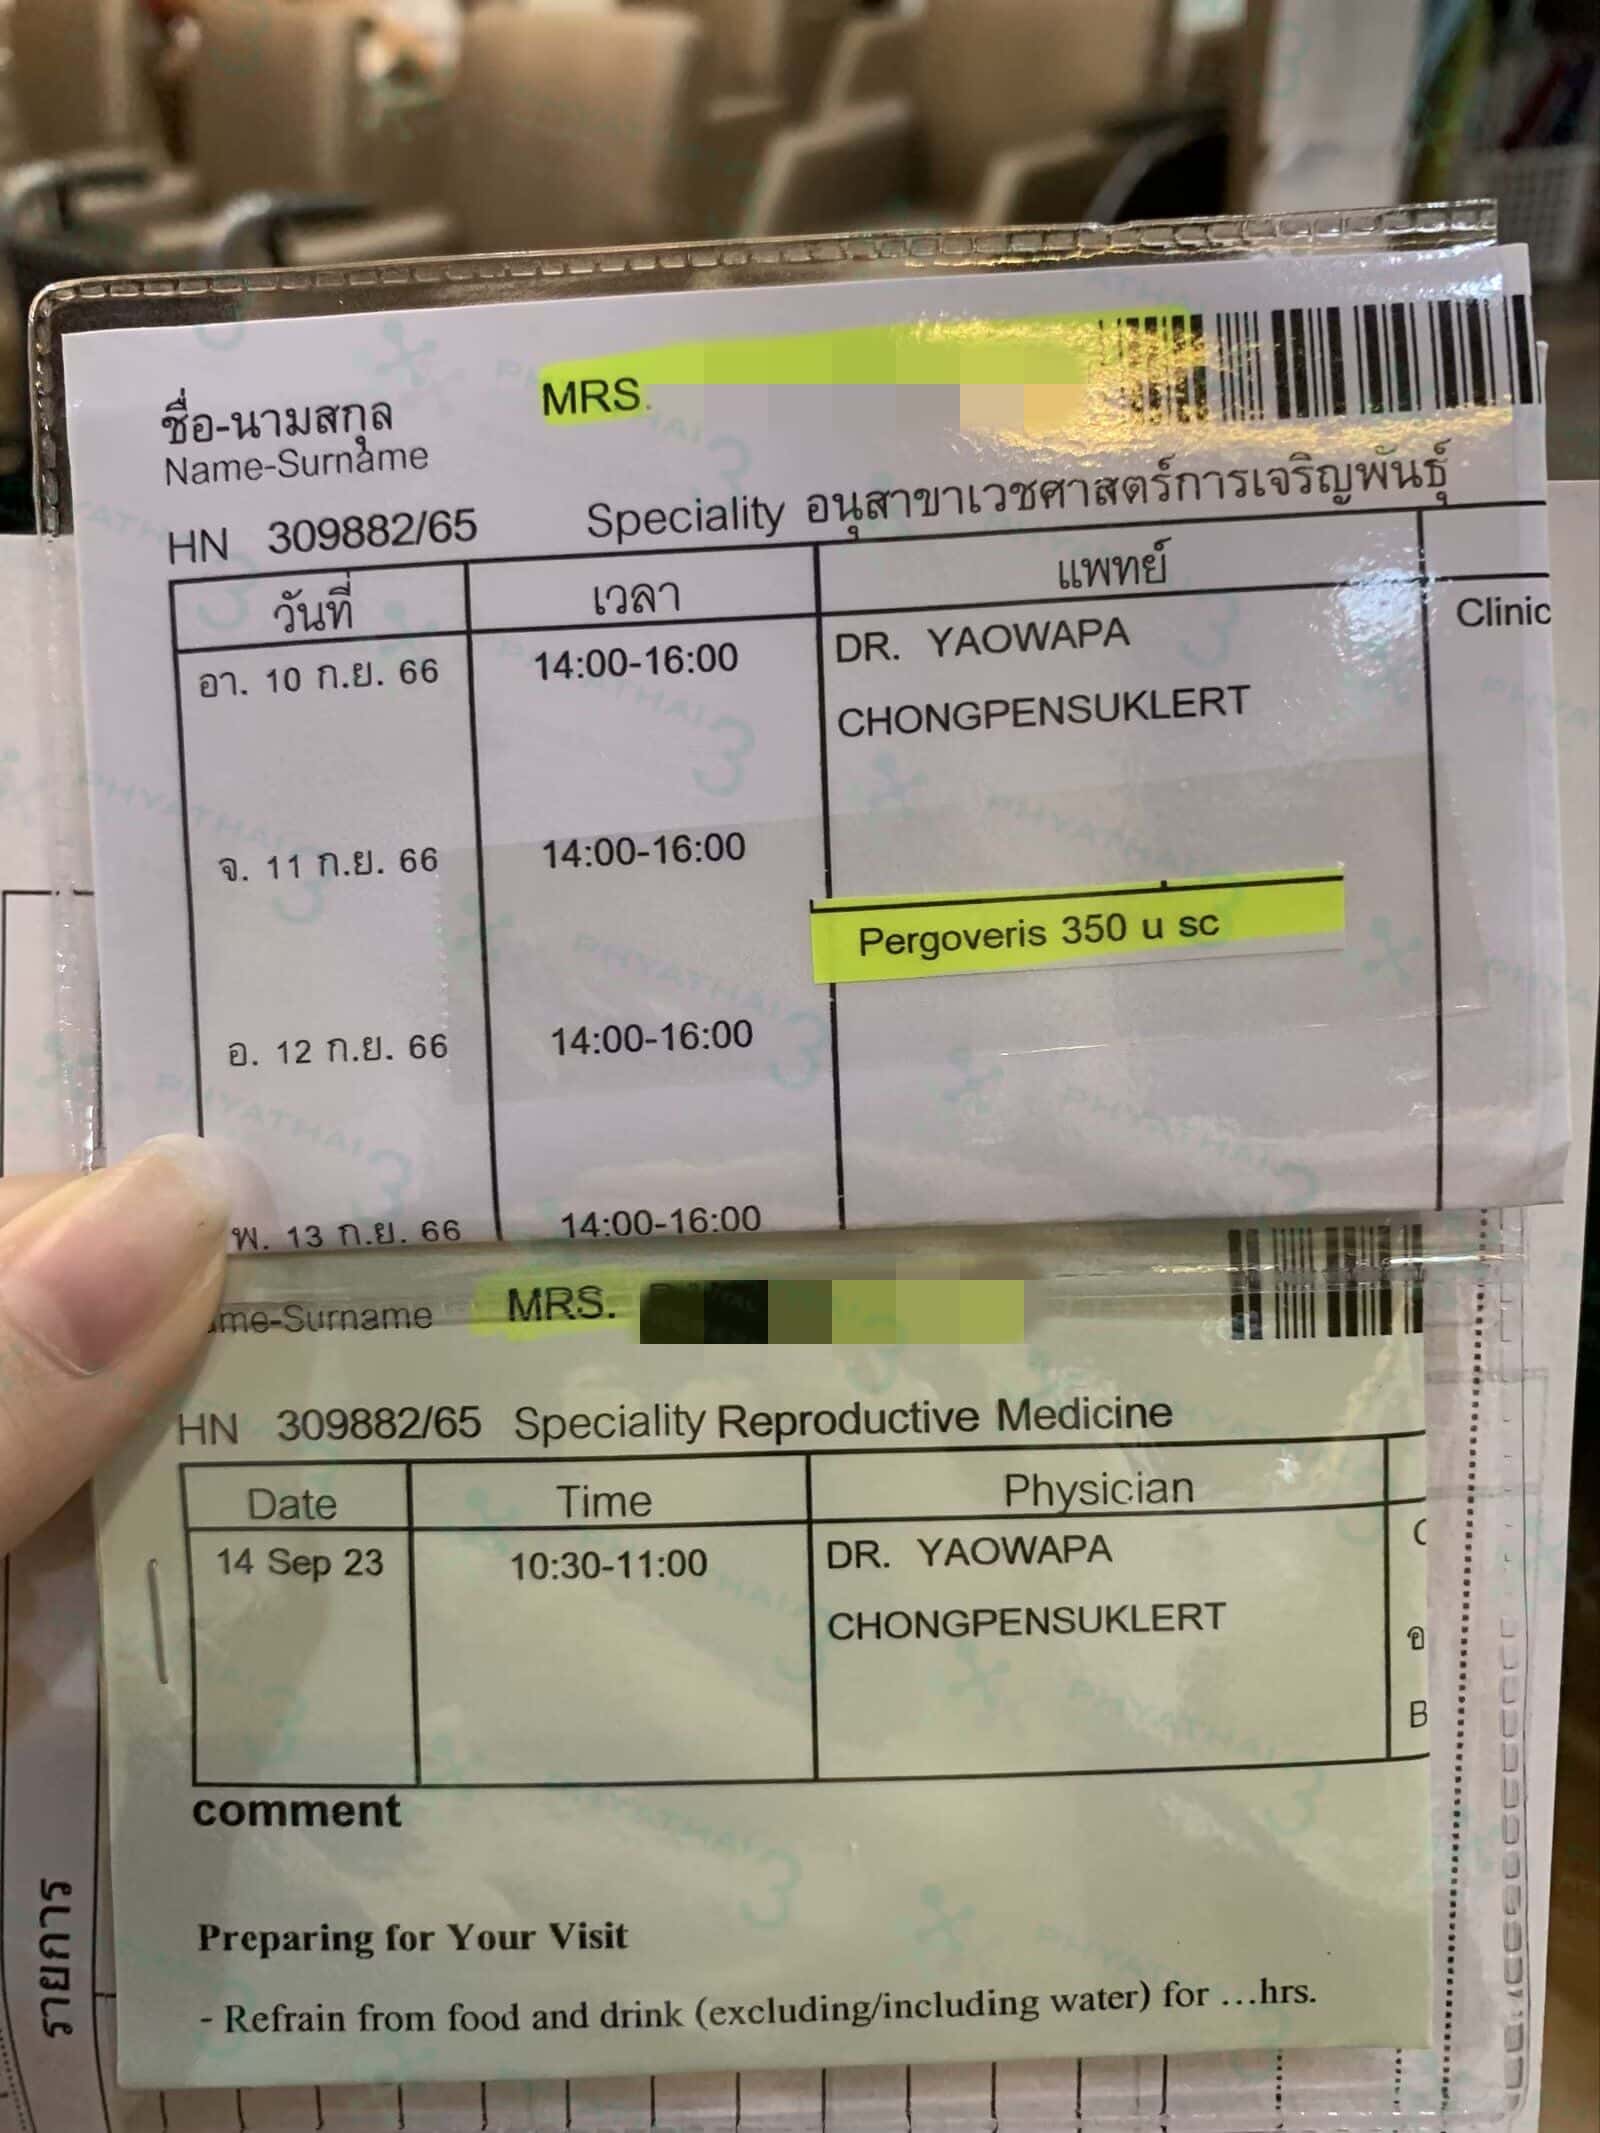 MRS.
ชื่อ-นามสกุล
Name-Surname
HN 309882/65 Speciality อนุสาขาเวชศาสตร์การเจริญพันธุ์
วันที่ เวลา แพทย์
อา. 10 ก.ย. 66 14:00-16:00 DR. YAOWAPA Clinic
CHONGPENSUKLERT
จ. 11 ก.ย. 66 14:00-16:00
Pergoveris 350 u sc
อ. 12 ก.ย. 66 14:00-16:00
พ. 13 ก.ย. 66 14:00-16:00
me-Surname MRS.
HN 309882/65 Speciality Reproductive Medicine
Date Time Physician
14 Sep 23 10:30-11:00 DR. YAOWAPA
CHONGPENSUKLERT
B
comment
Preparing for Your Visit
- Refrain from food and drink (excluding/including water) for ...hrs.
รายการ
PHYATHAI 3